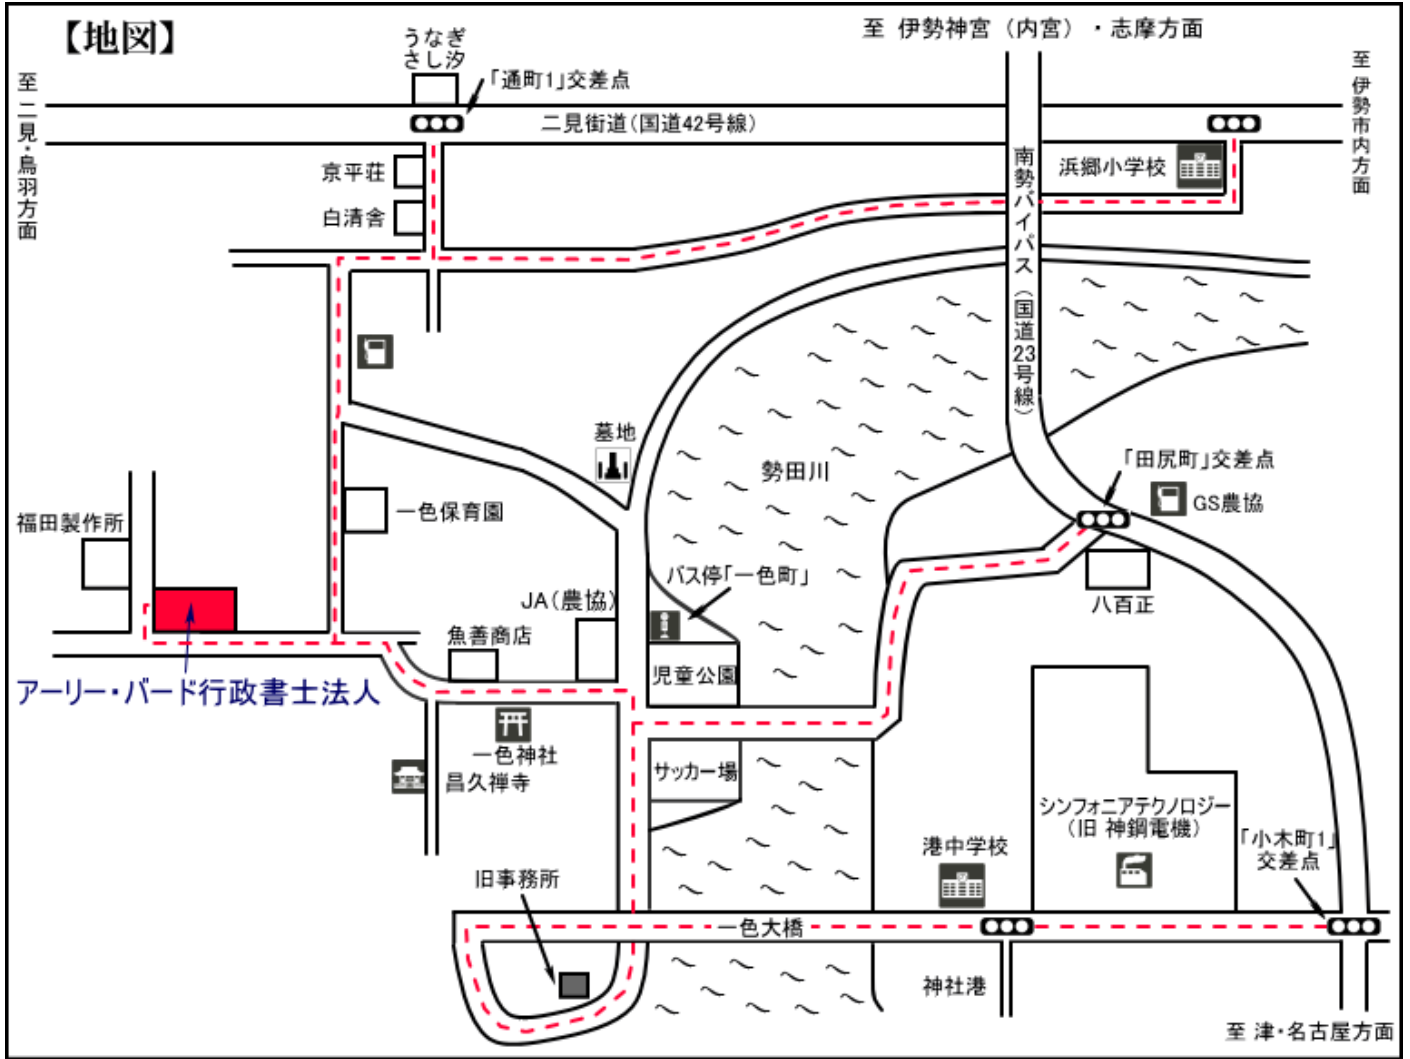 【地図】
うなぎ
さし汐
至 伊勢神宮（内宮）・志摩方面
至 二見・鳥羽方面
「通町1」交差点
二見街道(国道42号線)
至 伊勢市内方面
京平荘
白清舎
南勢バイパス（国道23号線）
浜郷小学校
墓地
勢田川
「田尻町」交差点
GS農協
福田製作所
一色保育園
バス停「一色町」
八百正
JA(農協)
魚善商店
児童公園
アーリー・バード行政書士法人
一色神社
昌久禅寺
サッカー場
シンフォニアテクノロジー
(旧 神鋼電機)
港中学校
「小木町1」
交差点
旧事務所
一色大橋
神社港
至 津・名古屋方面